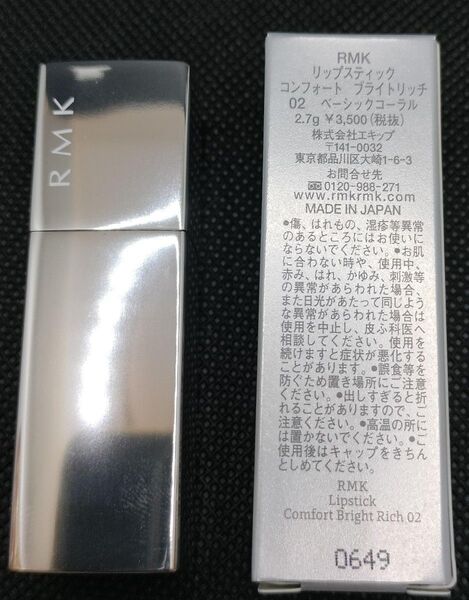 RMK
RMK
リップスティック
コンフォート　ブライトリッチ
02　ベーシックコーラル
2.7g ¥3,500(税抜)
株式会社エキップ
〒141-0032
東京都品川区大崎1-6-3
お問合せ先
0120-988-271
www.rmkrmk.com
MADE IN JAPAN
●傷、はれもの、湿疹等異常
のあるところにはお使いに
ならないでください。●お肌
に合わない時や、使用中、
赤み、はれ、かゆみ、刺激等
の異常があらわれた場合、
また日光があたって同じよう
な異常があらわれた場合は
使用を中止し、皮ふ科医へ
相談してください。使用を
続けますと症状が悪化する
ことがあります。●誤食等を
防ぐため置き場所にご注意
ください。●出しすぎると折
れることがありますので、ご
注意ください。●高温の所に
は置かないでください。●ご
使用後はキャップをきちん
としめてください。
RMK
Lipstick
Comfort Bright Rich 02
0649